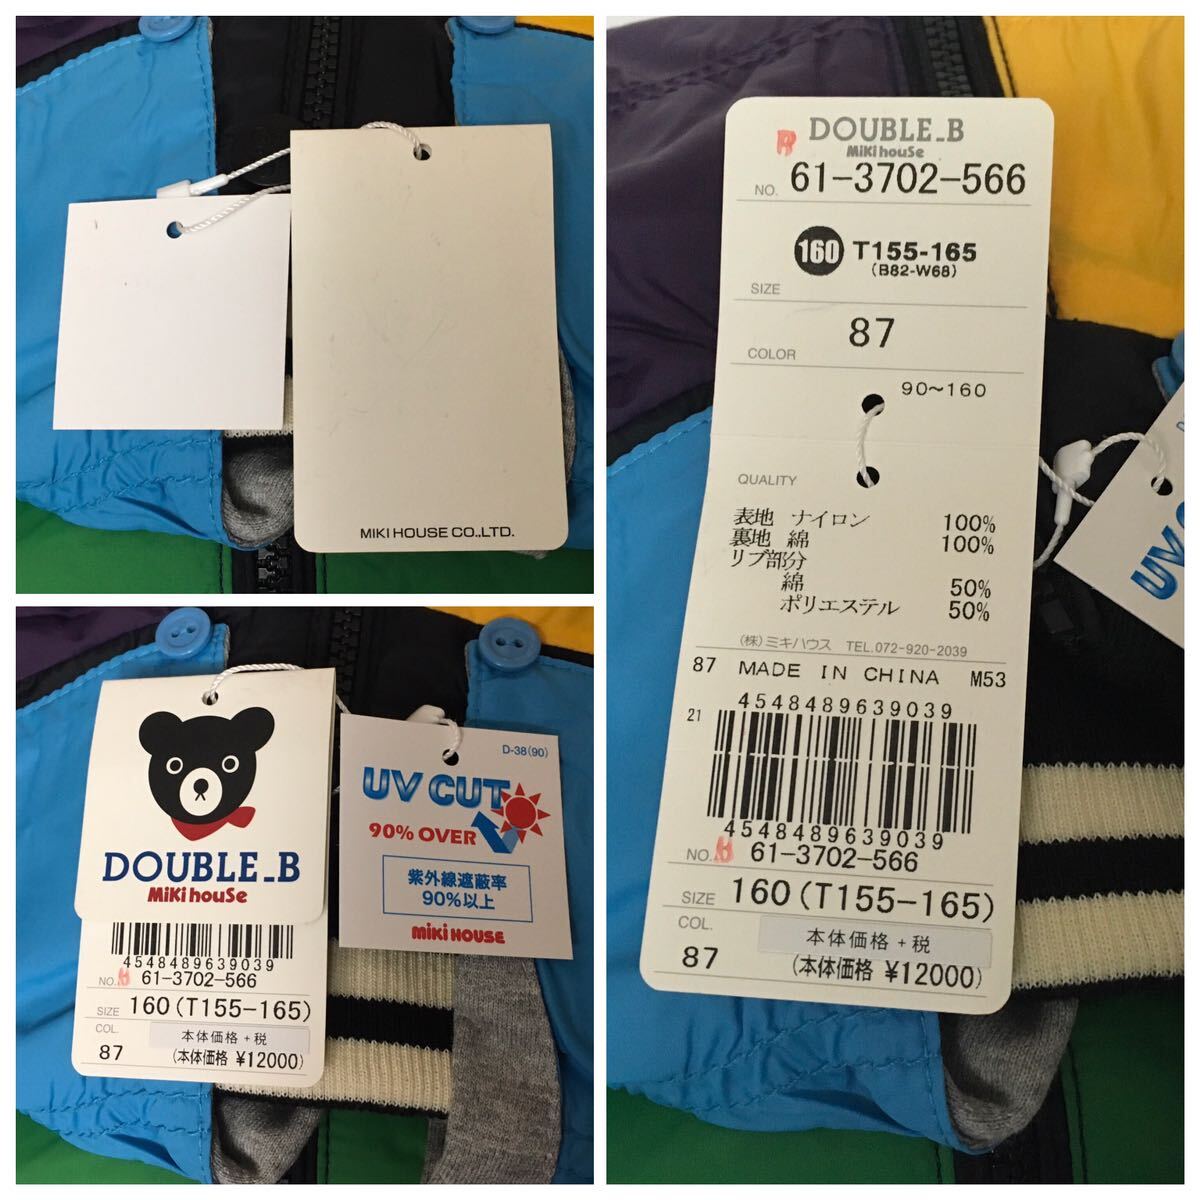 MIKI HOUSE CO.,LTD.
DOUBLE_B
MiKi houSe
4548489639039
NO. R 61-3702-566
SIZE 160(T155-165)
COL. 87
本体価格 + 税
(本体価格 ¥12000)
D-38(90)
UV CUT
90% OVER
紫外線遮蔽率
90%以上
miKi HOUSE
R DOUBLE_B
MiKi houSe
NO. 61-3702-566
160 T155-165
(B82-W68)
SIZE
87
COLOR
90~160
QUALITY
表地 ナイロン 100%
裏地 綿 100%
リブ部分
綿 50%
ポリエステル 50%
(株)ミキハウス TEL.072-920-2039
87 MADE IN CHINA M53
4548489639039
21
4548489639039
NO. R 61-3702-566
SIZE 160(T155-165)
COL. 87
本体価格 + 税
(本体価格 ¥12000)
UV